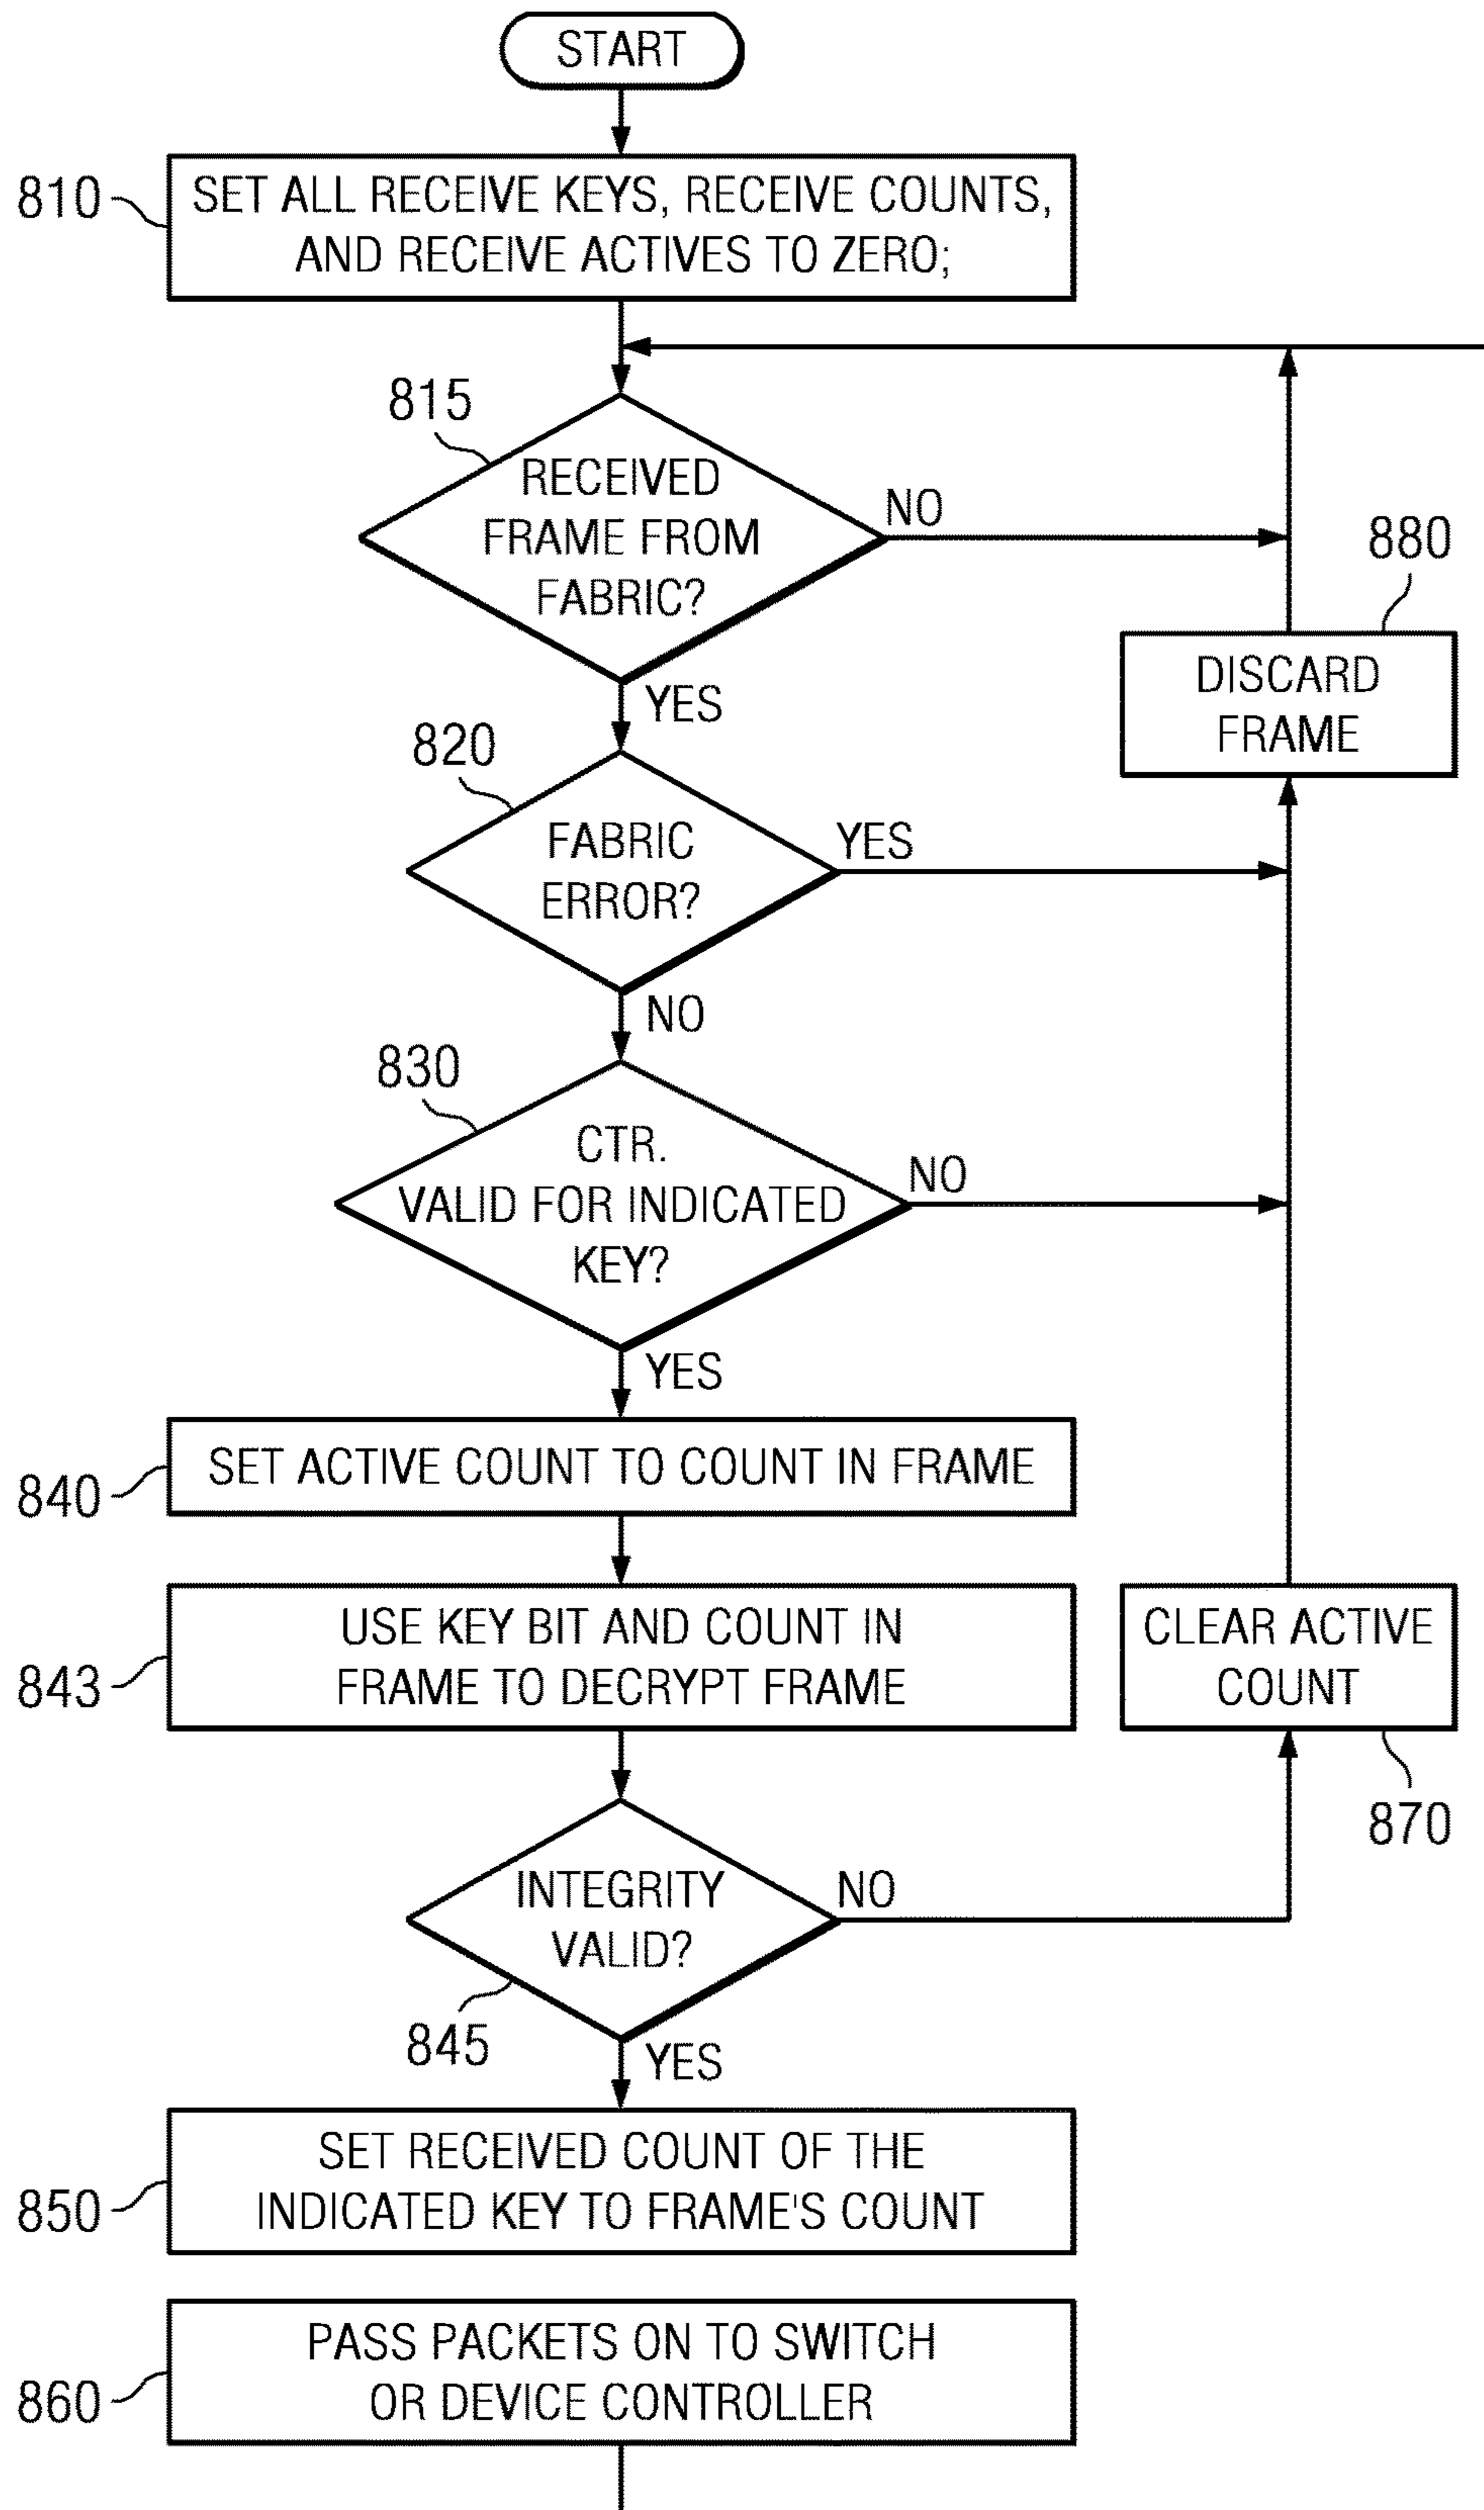 START
810
SET ALL RECEIVE KEYS, RECEIVE COUNTS,
AND RECEIVE ACTIVES TO ZERO;
815
RECEIVED
FRAME FROM
FABRIC?
NO
YES
880
DISCARD
FRAME
820
FABRIC
ERROR?
YES
NO
830
CTR.
VALID FOR INDICATED
KEY?
NO
YES
840
SET ACTIVE COUNT TO COUNT IN FRAME
843
USE KEY BIT AND COUNT IN
FRAME TO DECRYPT FRAME
CLEAR ACTIVE
COUNT
870
INTEGRITY
VALID?
NO
845
YES
850
SET RECEIVED COUNT OF THE
INDICATED KEY TO FRAME'S COUNT
860
PASS PACKETS ON TO SWITCH
OR DEVICE CONTROLLER